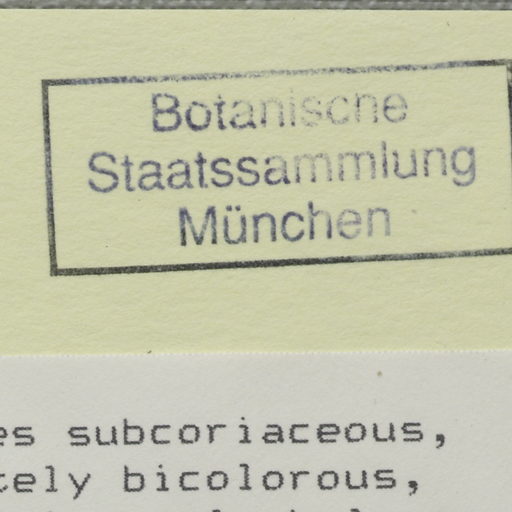 Botanische
Staatssammlung
München
es subcoriaceous,
tely bicolorous,